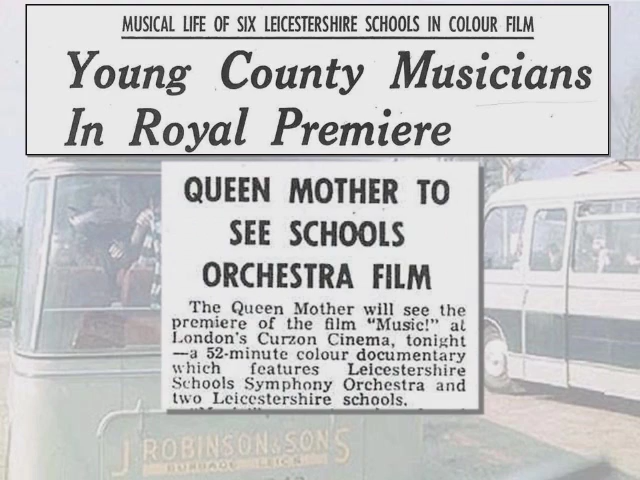 MUSICAL LIFE OF SIX LEICESTERSHIRE SCHOOLS IN COLOUR FILM
Young County Musicians
In Royal Premiere
QUEEN MOTHER TO
SEE SCHOOLS
ORCHESTRA FILM
The Queen Mother will see the
premiere of the film "Music!" at
London's Curzon Cinema, tonight
—a 52-minute colour documentary
which features Leicestershire
Schools Symphony Orchestra and
two Leicestershire schools.
J ROBINSON & SONS
BURBAGE LEICS